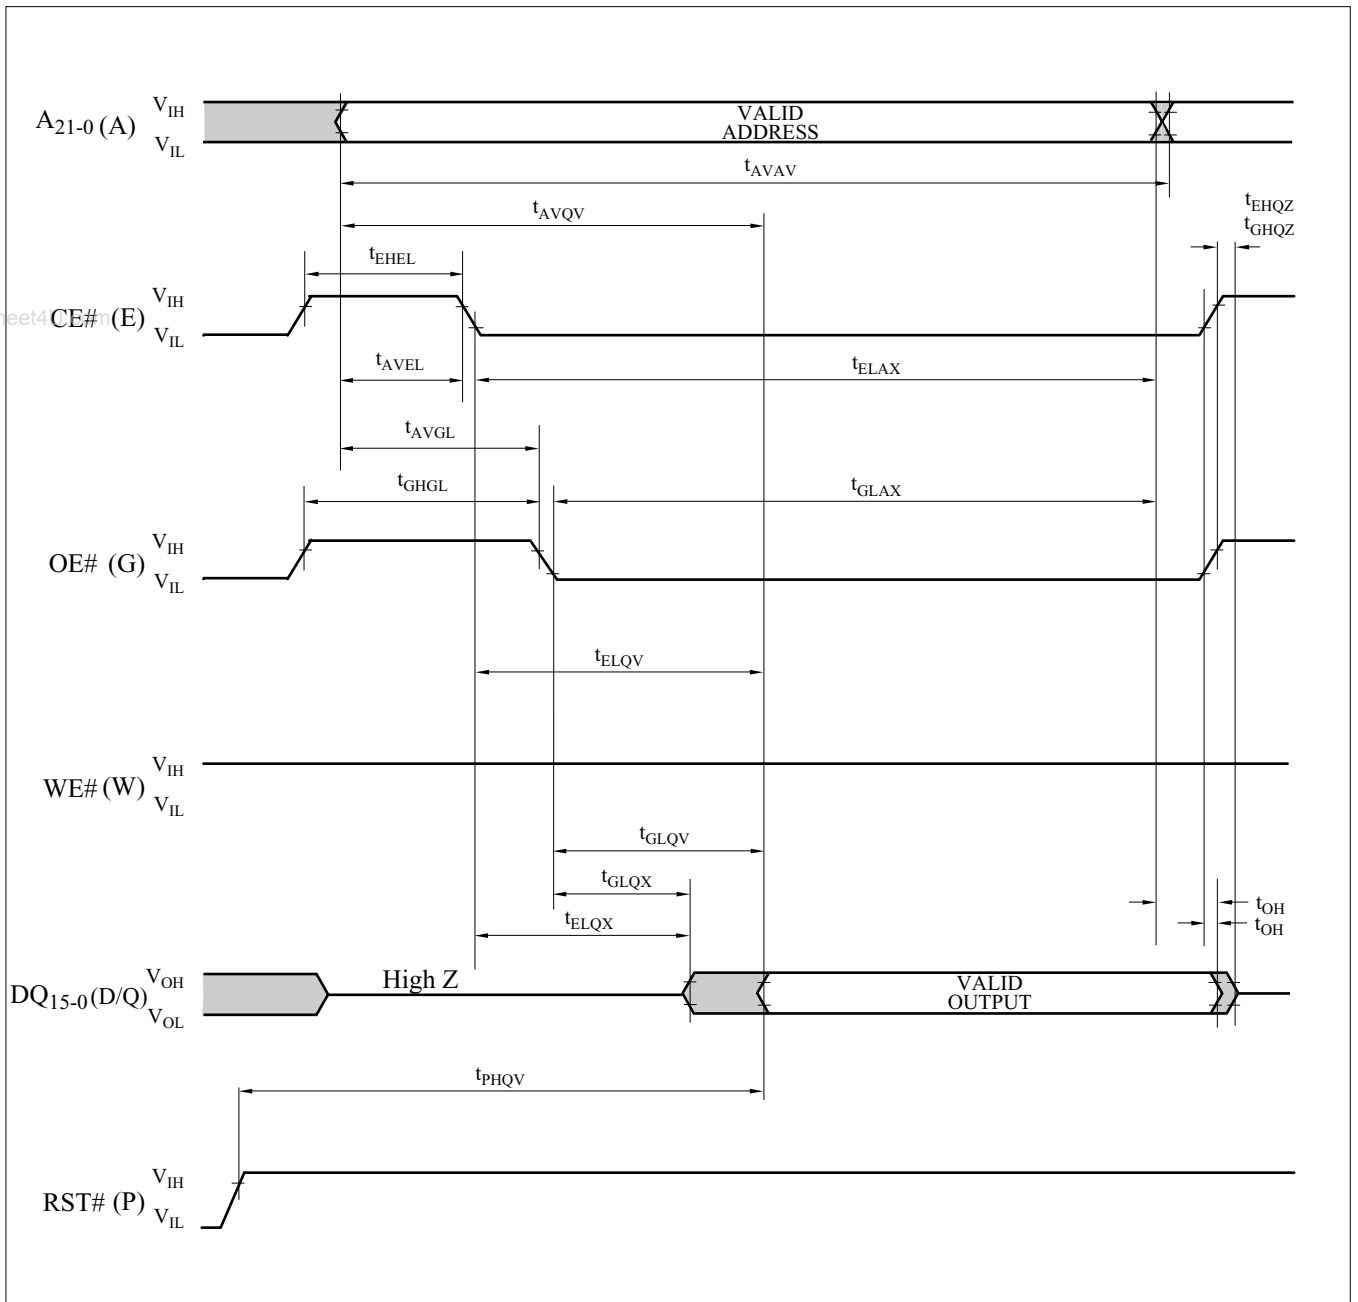 A21-0 (A)
VIH
VIL
VALID
ADDRESS
tAVAV
tAVQV
tEHQZ
tGHQZ
tEHEL
CE# (E)
VIH
VIL
tAVEL
tELAX
tAVGL
tGHGL
tGLAX
OE# (G)
VIH
VIL
tELQV
WE# (W)
VIH
VIL
tGLQV
tGLQX
tELQX
tOH
tOH
DQ15-0 (D/Q)
VOH
VOL
High Z
VALID
OUTPUT
tPHQV
RST# (P)
VIH
VIL